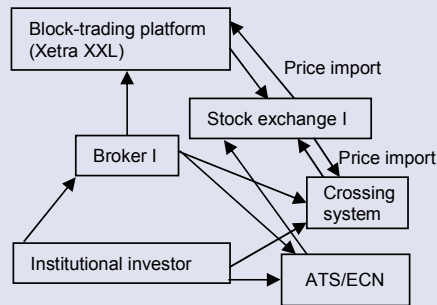 Block-trading platform
(Xetra XXL)
Price import
Stock exchange I
Price import
Broker I
Crossing
system
Institutional investor
ATS/ECN